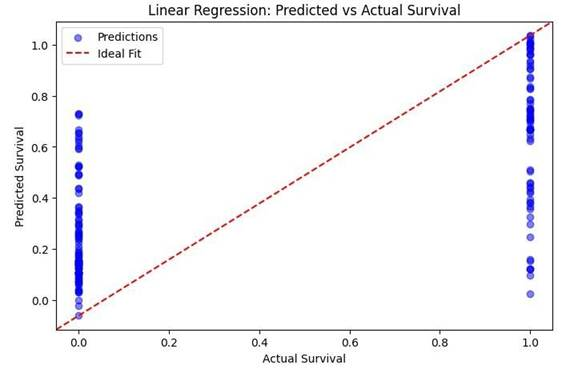 Linear Regression: Predicted vs Actual Survival
Predictions
Ideal Fit
1.0
0.8
0.6
0.4
0.2
0.0
Predicted Survival
0.0 0.2 0.4 0.6 0.8 1.0
Actual Survival